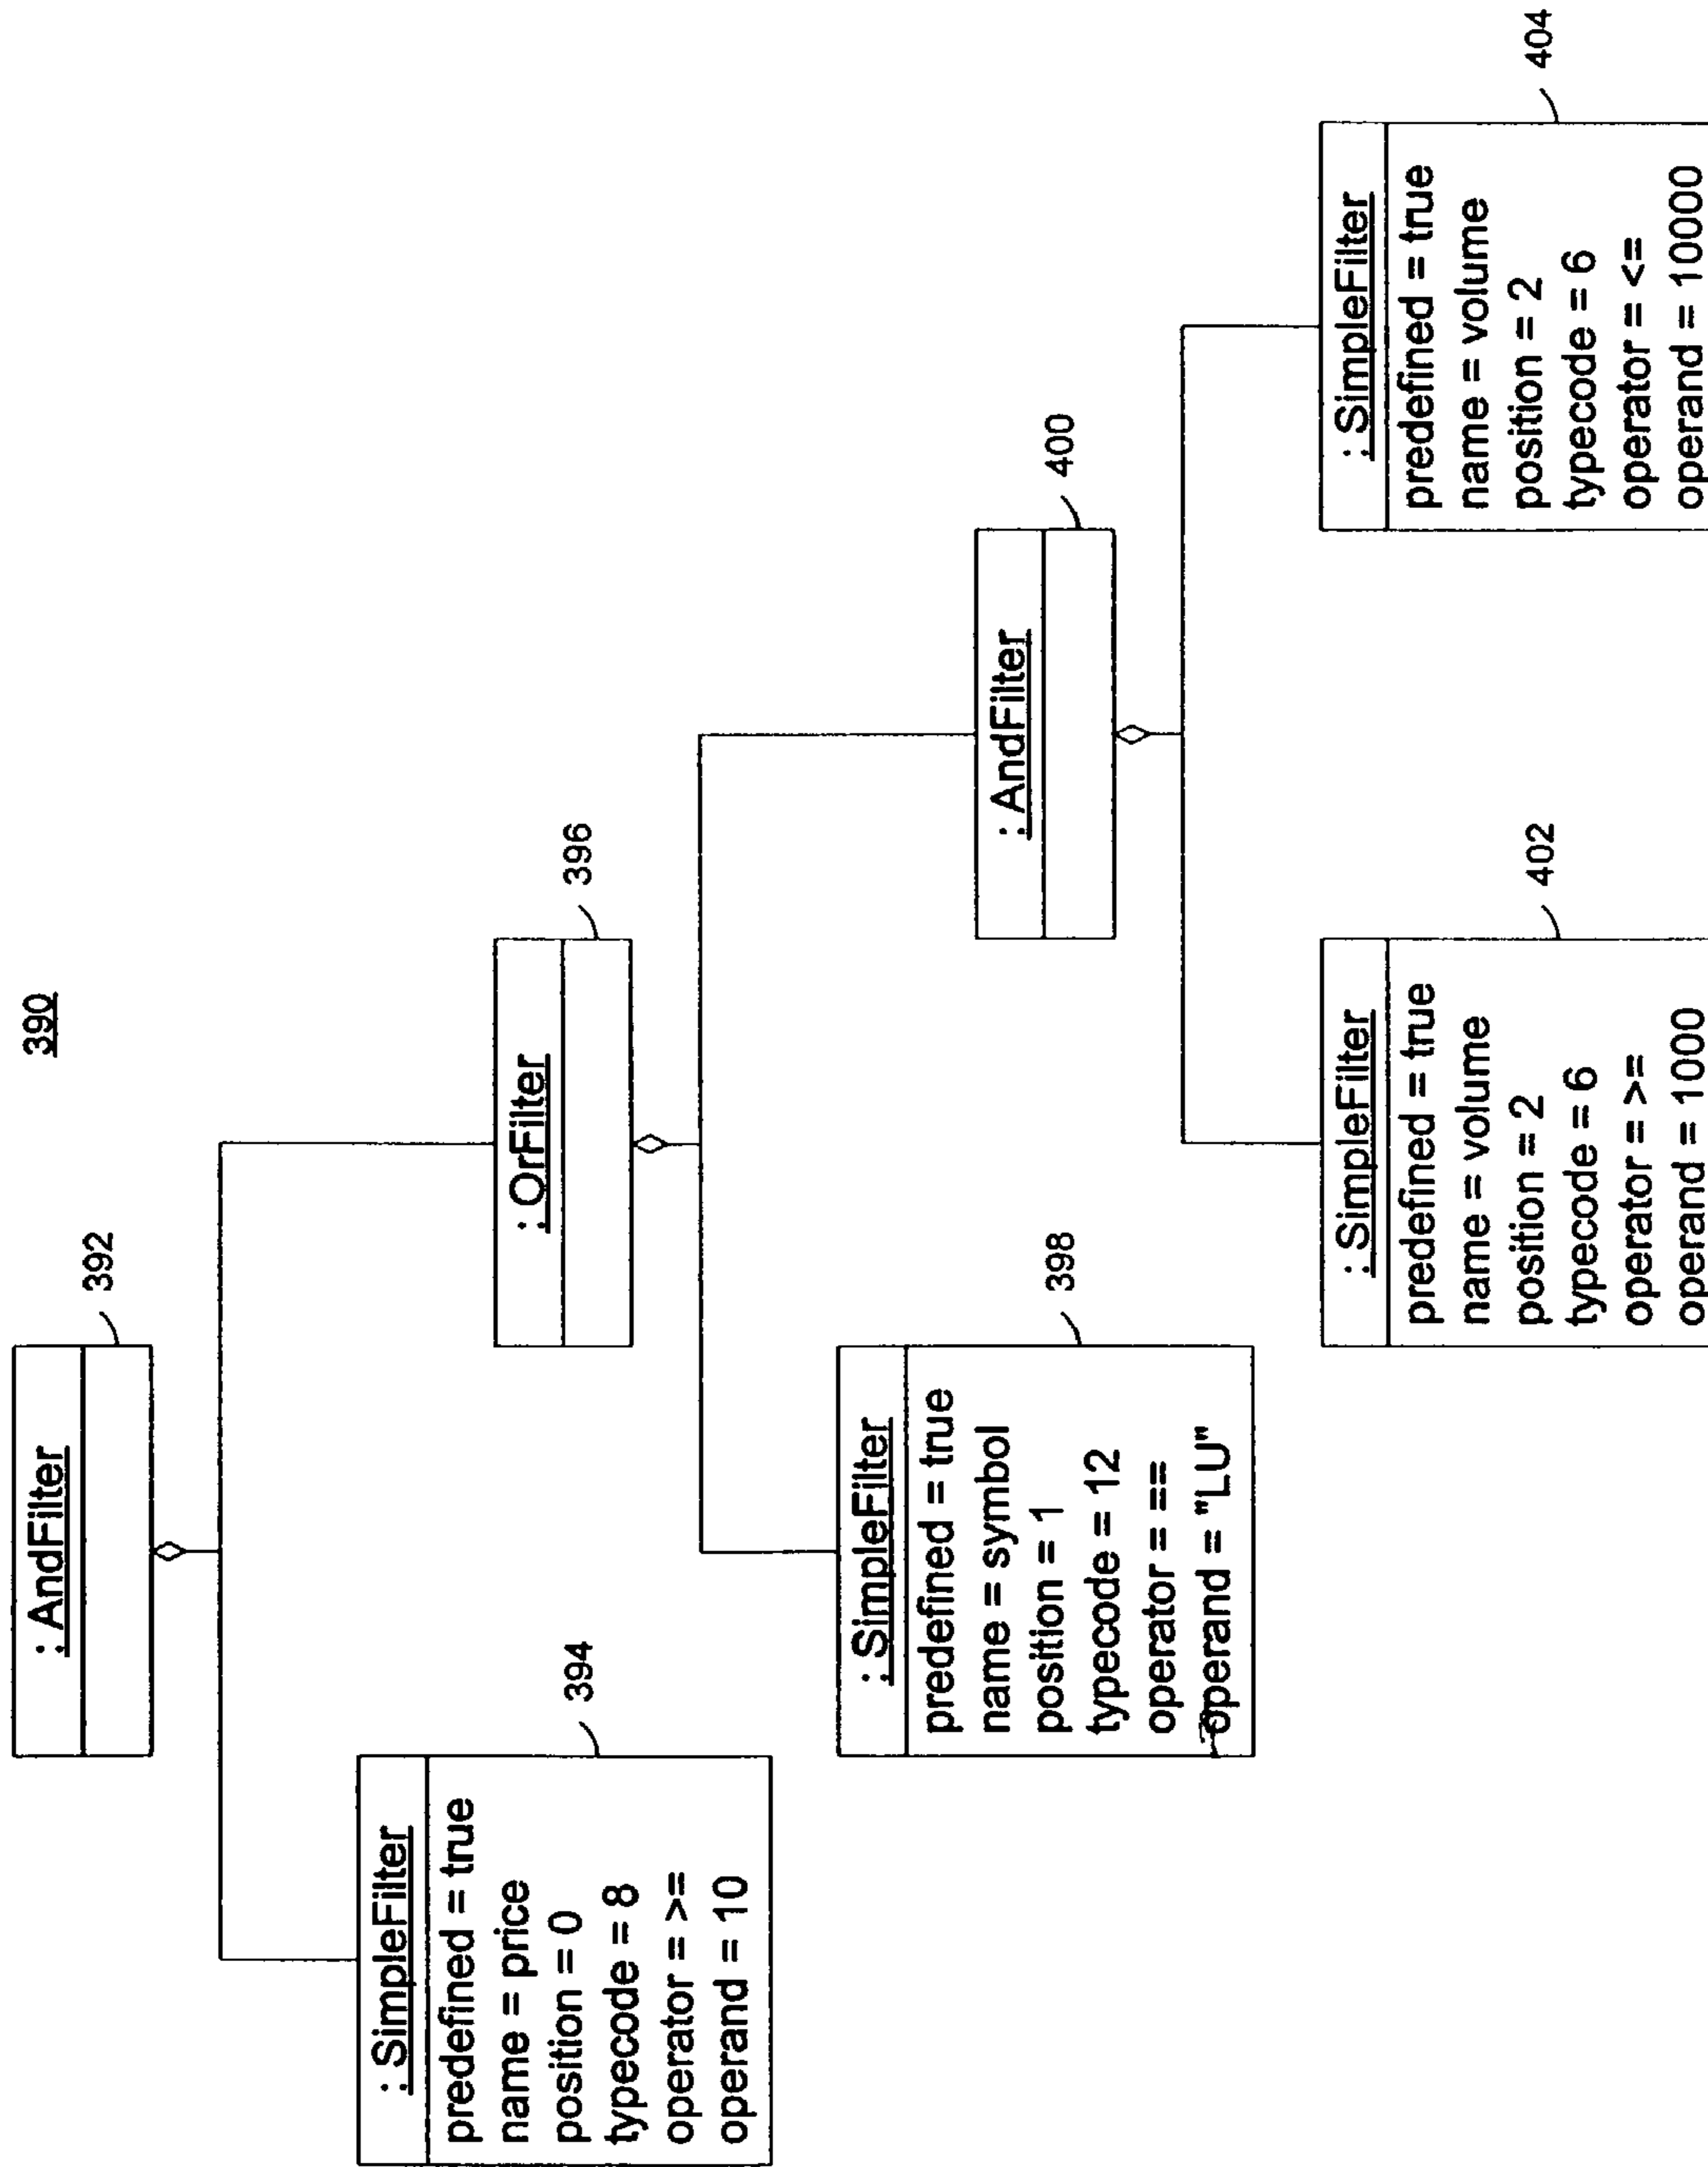 390
: AndFilter
392
: SimpleFilter
predefined = true
name = price
position = 0
typecode = 8
operator = >=
operand = 10
394
: OrFilter
396
: SimpleFilter
predefined = true
name = symbol
position = 1
typecode = 12
operator = ==
operand = "LU"
398
: AndFilter
400
: SimpleFilter
predefined = true
name = volume
position = 2
typecode = 6
operator = >=
operand = 1000
402
: SimpleFilter
predefined = true
name = volume
position = 2
typecode = 6
operator = <=
operand = 10000
404